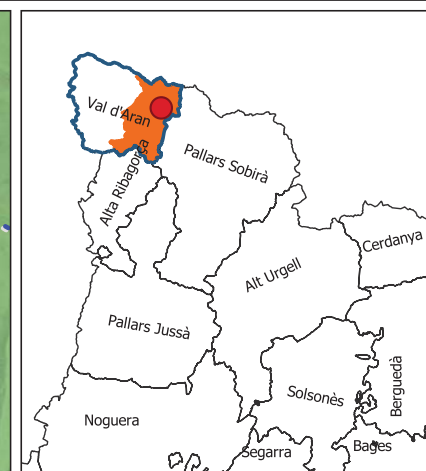 Val d'Aran
Alta Ribagorça
Pallars Sobirà
Cerdanya
Alt Urgell
Pallars Jussà
Berguedà
Solsonès
Noguera
Segarra
Bages